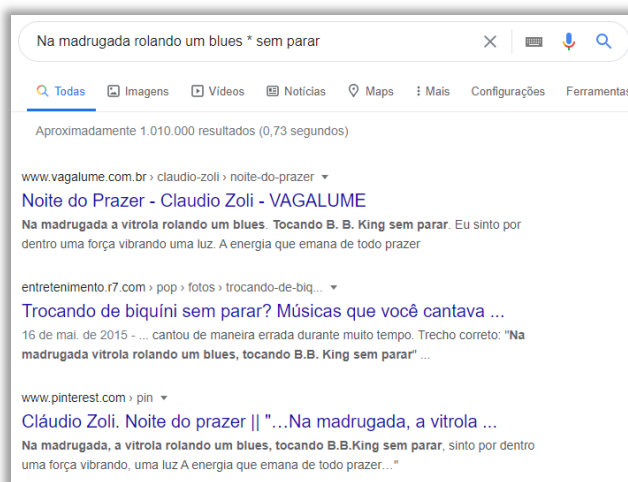 Na madrugada rolando um blues * sem parar
Todas Imagens Vídeos Notícias Maps Mais Configurações Ferramentas
Aproximadamente 1.010.000 resultados (0,73 segundos)
www.vagalume.com.br › claudio-zoli › noite-do-prazer
Noite do Prazer - Claudio Zoli - VAGALUME
Na madrugada a vitrola rolando um blues. Tocando B. B. King sem parar. Eu sinto por
dentro uma força vibrando uma luz. A energia que emana de todo prazer
entretenimento.r7.com › pop › fotos › trocando-de-biq...
Trocando de biquíni sem parar? Músicas que você cantava ...
16 de mai. de 2015 - ... cantou de maneira errada durante muito tempo. Trecho correto: "Na
madrugada vitrola rolando um blues, tocando B.B. King sem parar" ...
www.pinterest.com › pin
Cláudio Zoli. Noite do prazer || "…Na madrugada, a vitrola ...
Na madrugada, a vitrola rolando um blues, tocando B.B.King sem parar, sinto por dentro
uma força vibrando, uma luz A energia que emana de todo prazer…"